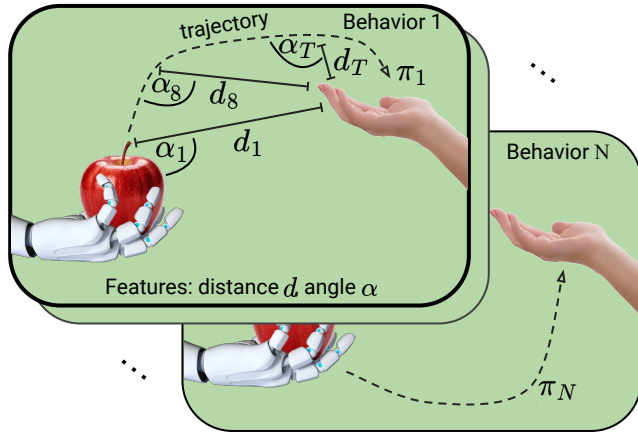 Behavior 1
trajectory
α_T
d_T
π_1
α_8
d_8
α_1
d_1
Features: distance d, angle α
Behavior N
π_N